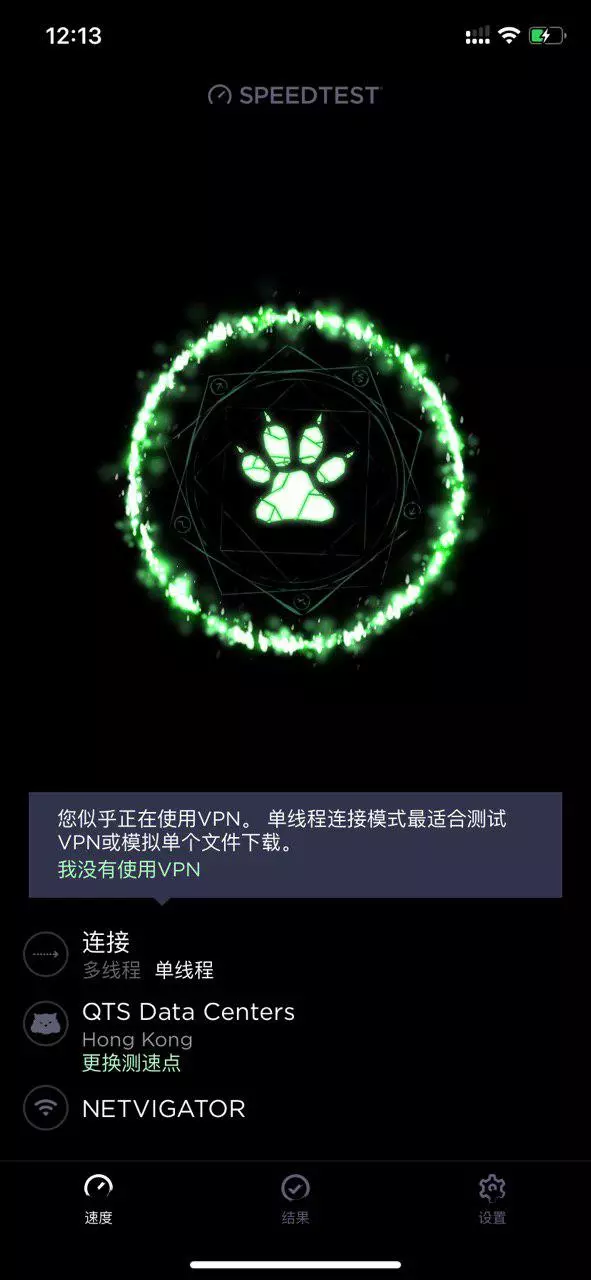 12:13
SPEEDTEST
您似乎正在使用VPN。 单线程连接模式最适合测试
VPN或模拟单个文件下载。
我没有使用VPN
连接
多线程 单线程
QTS Data Centers
Hong Kong
更换测速点
NETVIGATOR
速度 结果 设置